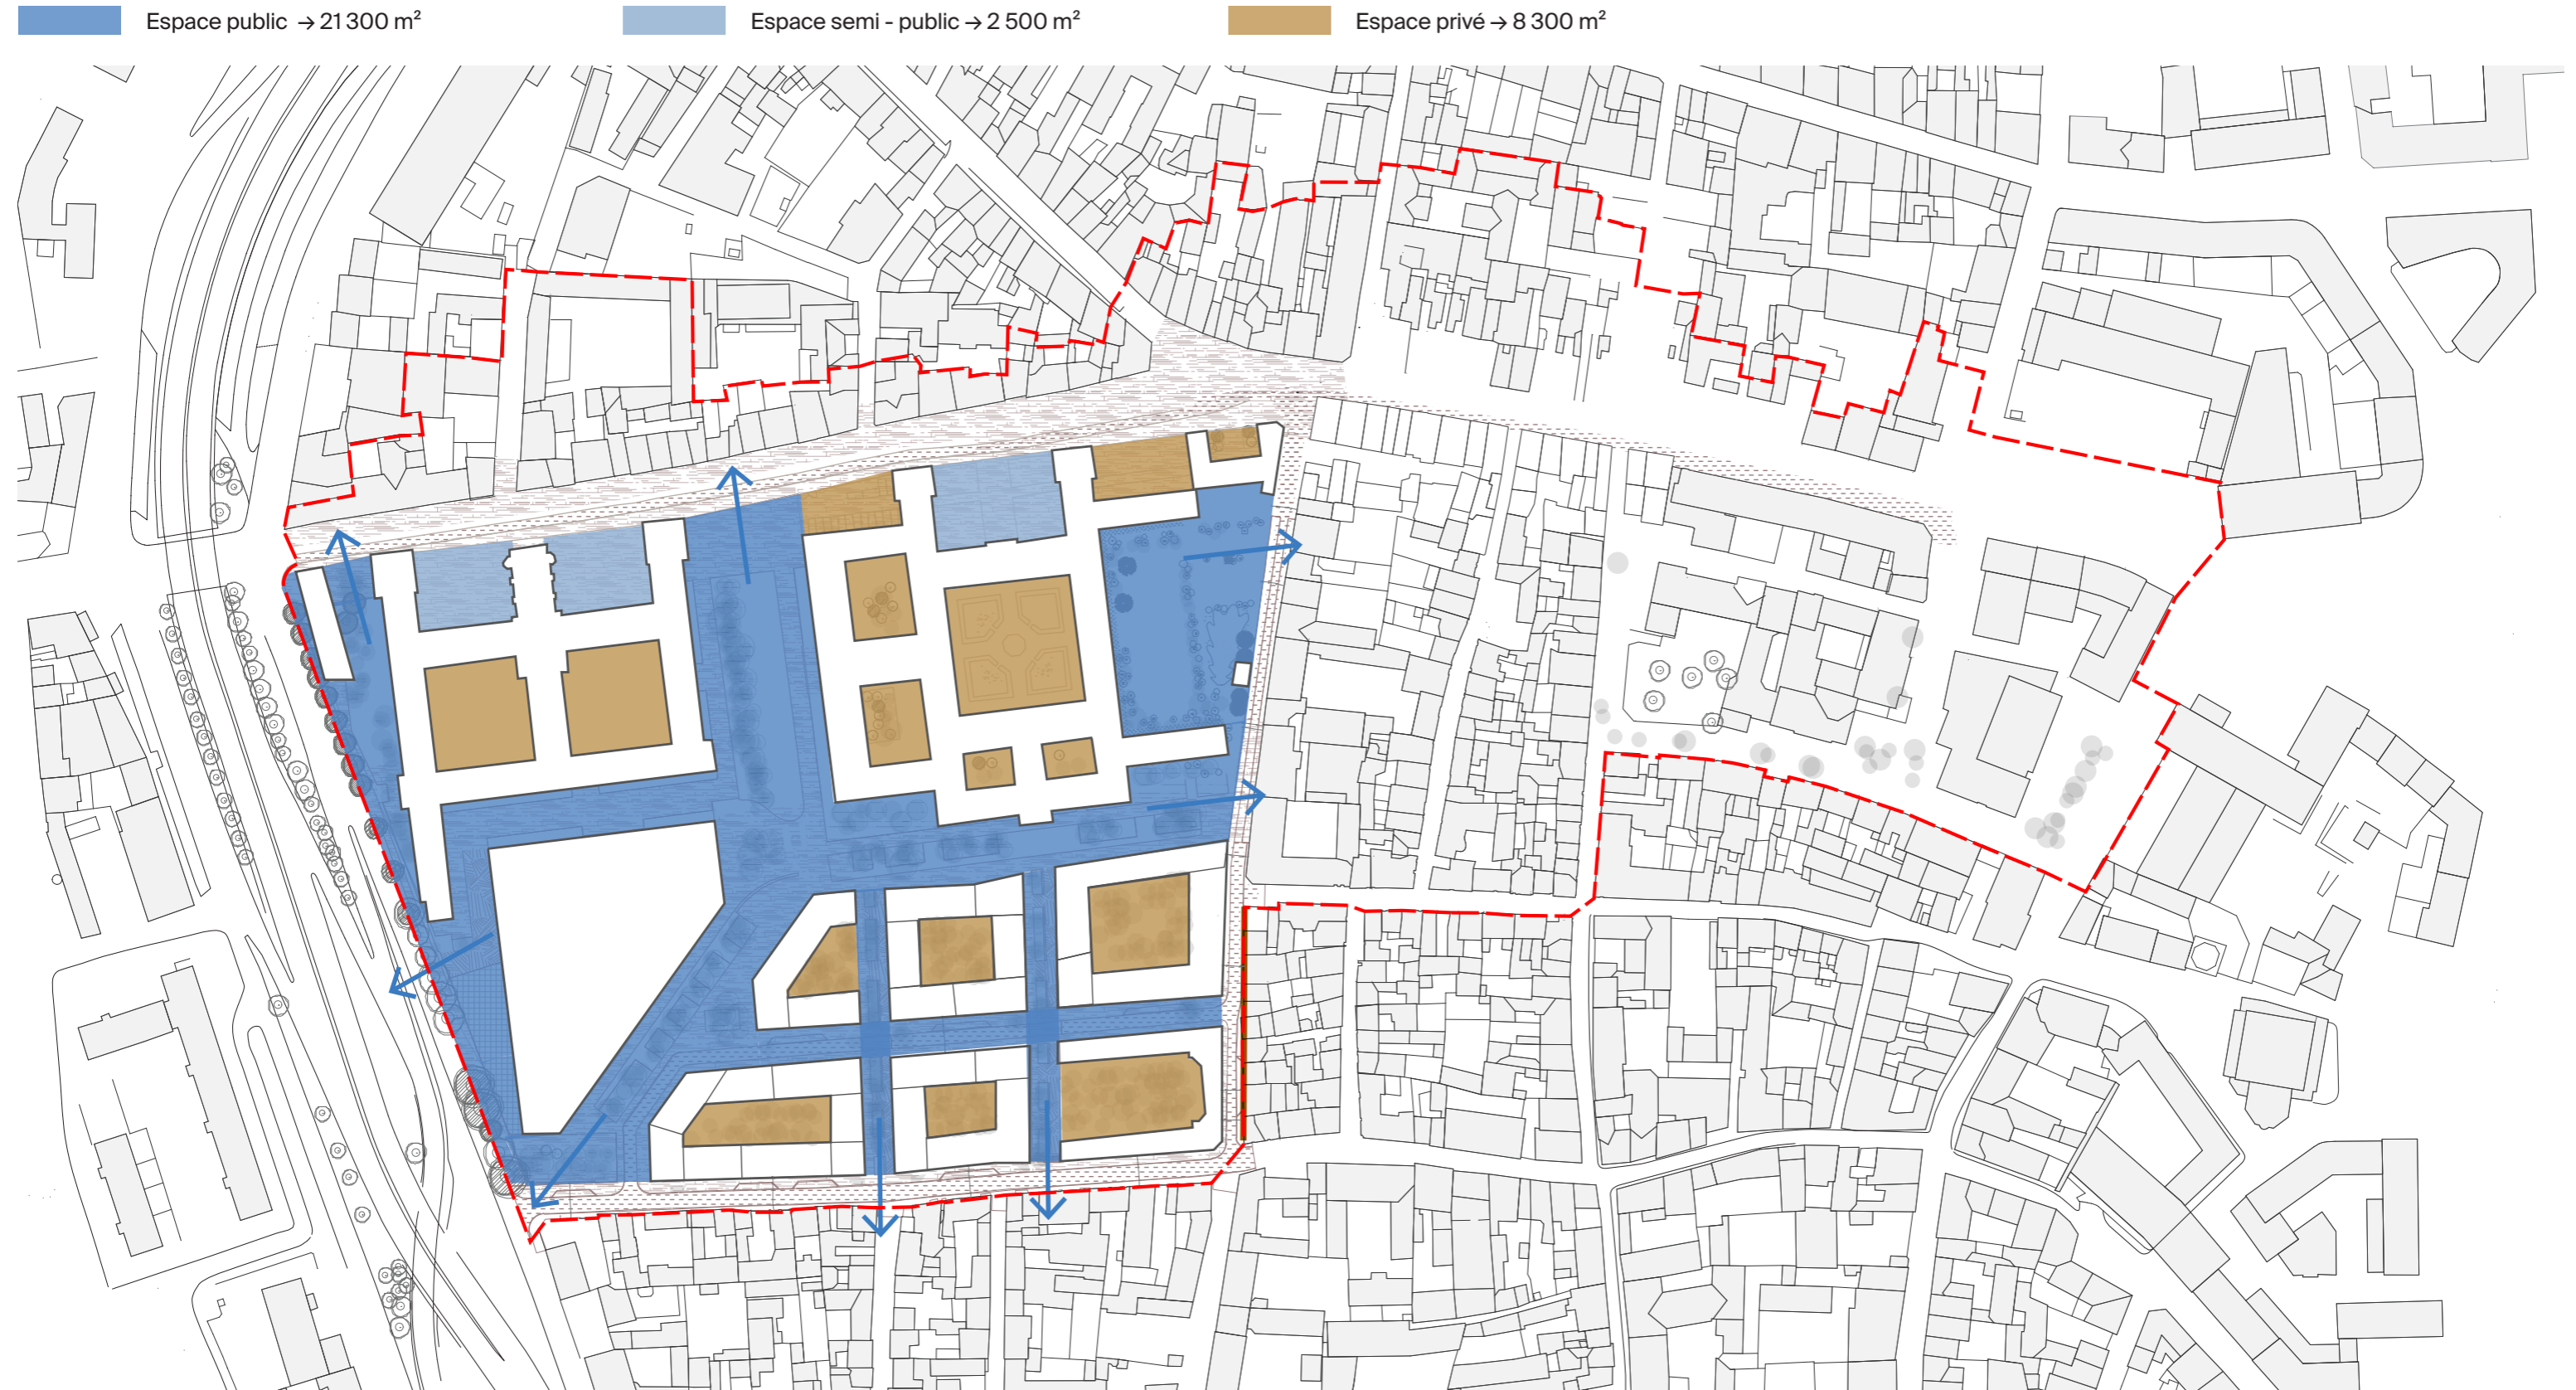 Espace public → 21 300 m²
Espace semi - public → 2 500 m²
Espace privé → 8 300 m²